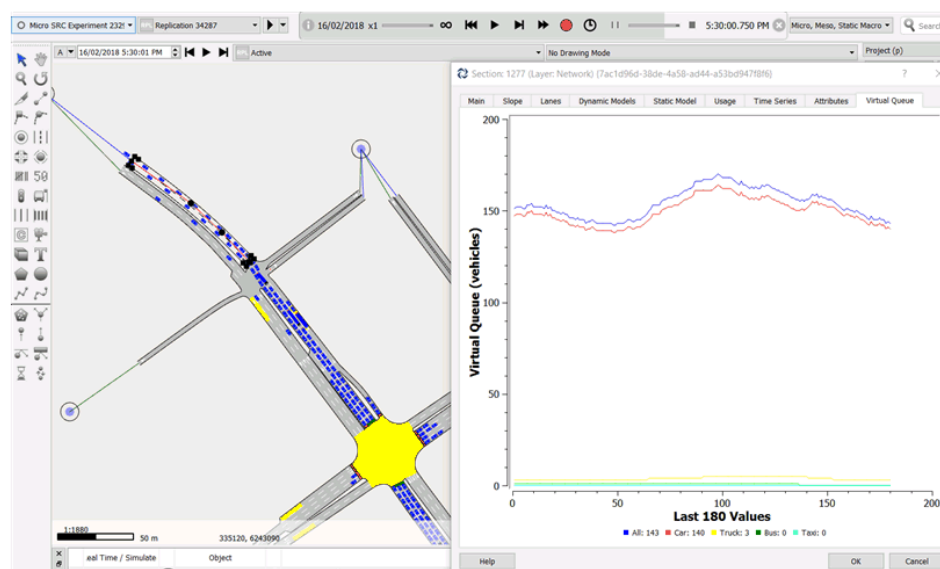 Micro SRC Experiment 2329
RPL Replication 34287
16/02/2018 x1
5:30:00.750 PM
Micro, Meso, Static Macro
Search
A
16/02/2018 5:30:01 PM
RPL Active
No Drawing Mode
Project (p)
Section: 1277 (Layer: Network) {7ac1d96d-38de-4a58-ad44-a53bd947f8f6}
?
Main Slope Lanes Dynamic Models Static Model Usage Time Series Attributes Virtual Queue
200
150
100
50
0
Virtual Queue (vehicles)
0 50 100 150 200
Last 180 Values
All: 143 Car: 140 Truck: 3 Bus: 0 Taxi: 0
1:1880
50 m
335120, 6243090
eal Time / Simulate Object
Help OK Cancel